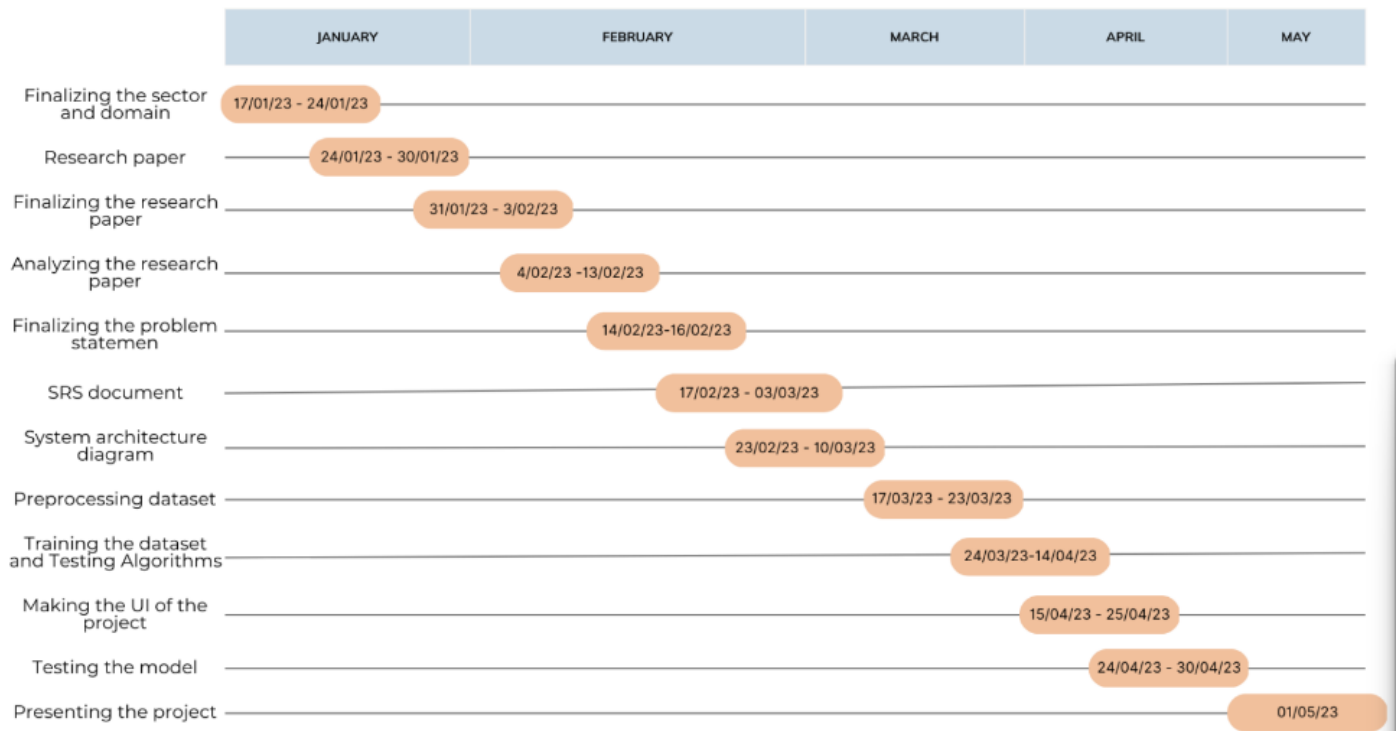 JANUARY FEBRUARY MARCH APRIL MAY
Finalizing the sector
and domain
17/01/23 - 24/01/23
Research paper
24/01/23 - 30/01/23
Finalizing the research
paper
31/01/23 - 3/02/23
Analyzing the research
paper
4/02/23 -13/02/23
Finalizing the problem
statemen
14/02/23-16/02/23
SRS document
17/02/23 - 03/03/23
System architecture
diagram
23/02/23 - 10/03/23
Preprocessing dataset
17/03/23 - 23/03/23
Training the dataset
and Testing Algorithms
24/03/23-14/04/23
Making the UI of the
project
15/04/23 - 25/04/23
Testing the model
24/04/23 - 30/04/23
Presenting the project
01/05/23